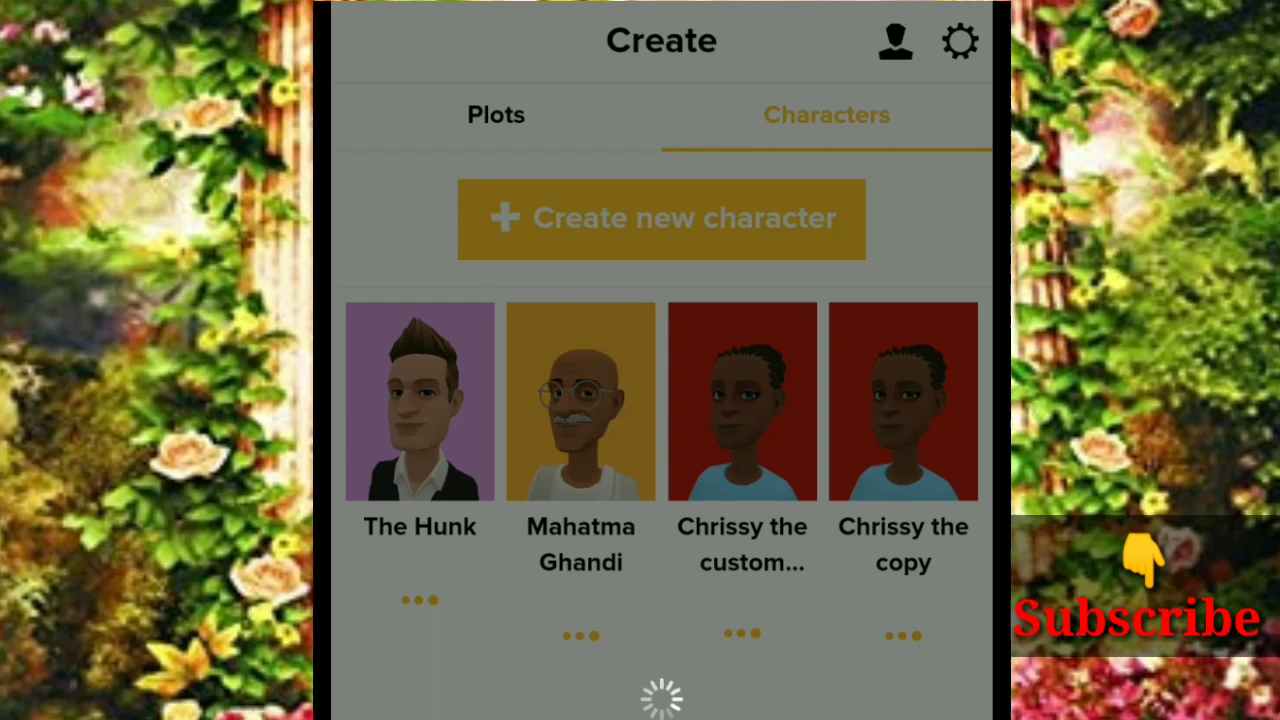 Create
Plots
Characters
Create new character
The Hunk
Mahatma
Ghandi
Chrissy the
custom...
Chrissy the
copy
Subscribe